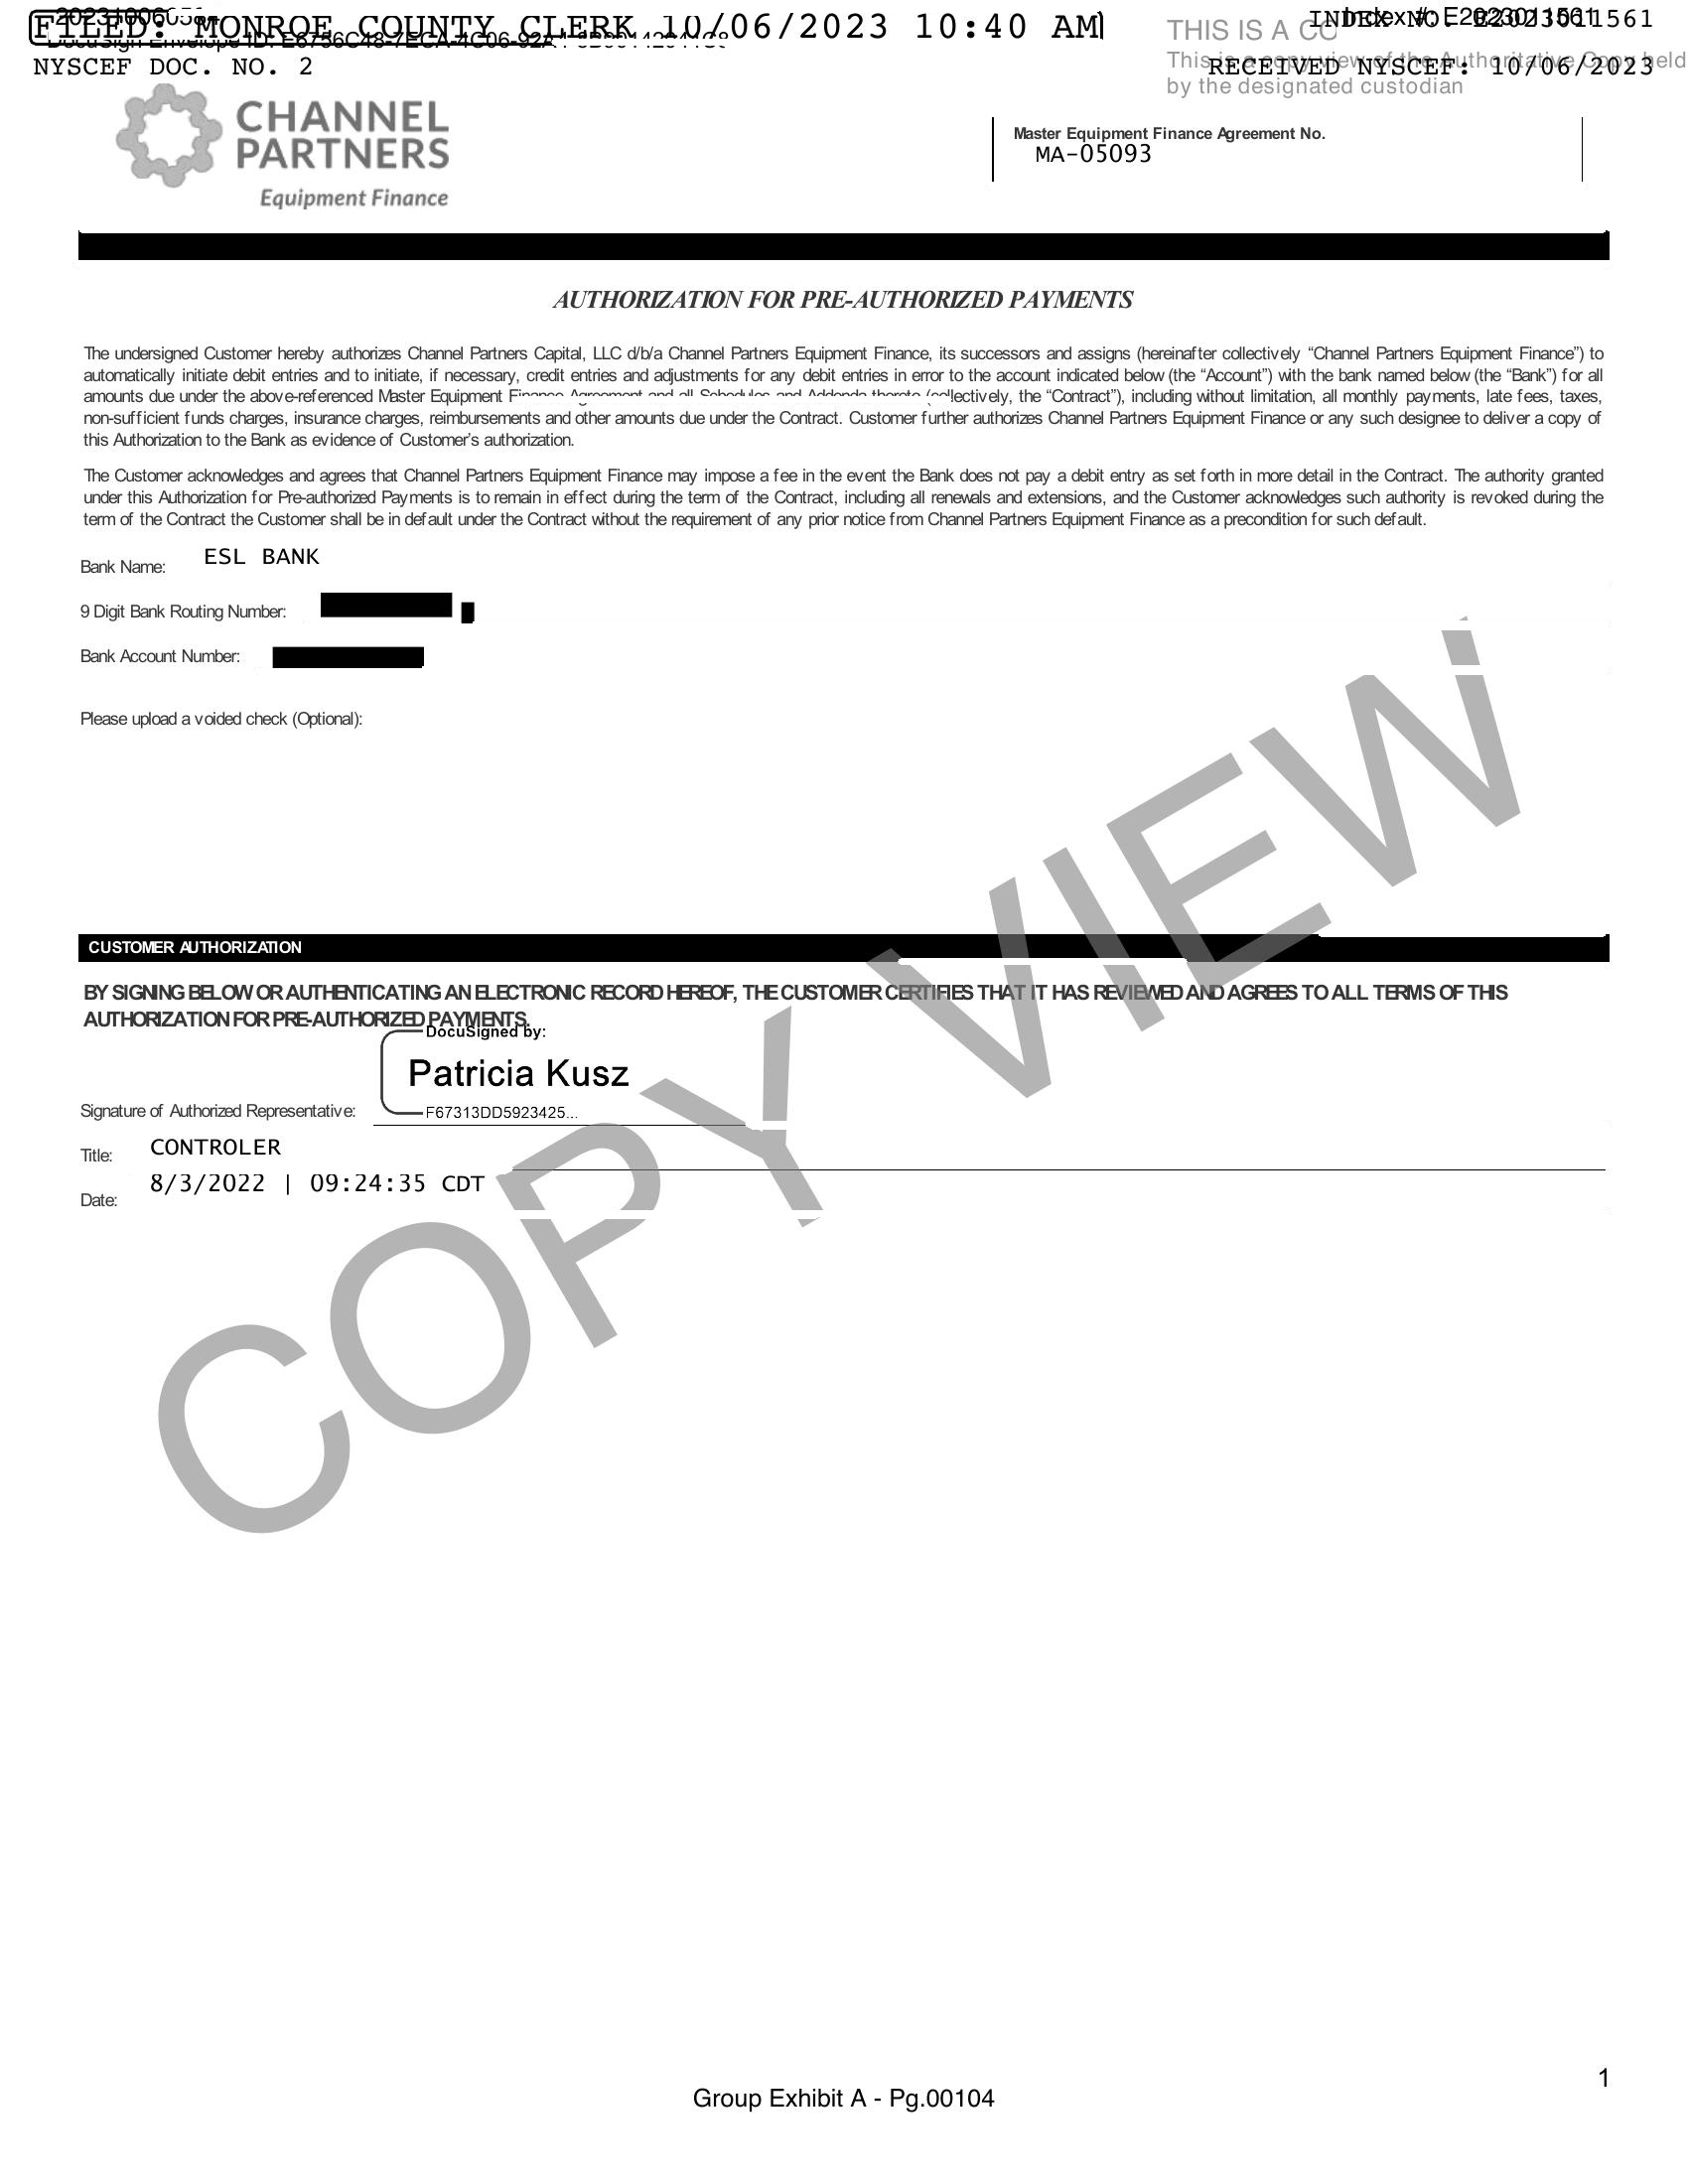 FILED: MONROE COUNTY CLERK 10/06/2023 10:40 AM
NYSCEF DOC. NO. 2
THIS IS A
INDEX NO. E2023011561
RECEIVED NYSCEF: 10/06/2023
by the designated custodian
CHANNEL
PARTNERS
Equipment Finance
Master Equipment Finance Agreement No.
MA-05093
AUTHORIZATION FOR PRE-AUTHORIZED PAYMENTS
The undersigned Customer hereby authorizes Channel Partners Capital, LLC d/b/a Channel Partners Equipment Finance, its successors and assigns (hereinafter collectively “Channel Partners Equipment Finance”) to
automatically initiate debit entries and to initiate, if necessary, credit entries and adjustments for any debit entries in error to the account indicated below (the “Account”) with the bank named below (the “Bank”) for all
amounts due under the above-referenced Master Equipment Finance Agreement and all Schedules and Addenda thereto (collectively, the “Contract”), including without limitation, all monthly payments, late fees, taxes,
non-sufficient funds charges, insurance charges, reimbursements and other amounts due under the Contract. Customer further authorizes Channel Partners Equipment Finance or any such designee to deliver a copy of
this Authorization to the Bank as evidence of Customer’s authorization.
The Customer acknowledges and agrees that Channel Partners Equipment Finance may impose a fee in the event the Bank does not pay a debit entry as set forth in more detail in the Contract. The authority granted
under this Authorization for Pre-authorized Payments is to remain in effect during the term of the Contract, including all renewals and extensions, and the Customer acknowledges such authority is revoked during the
term of the Contract the Customer shall be in default under the Contract without the requirement of any prior notice from Channel Partners Equipment Finance as a precondition for such default.
Bank Name: ESL BANK
9 Digit Bank Routing Number:
Bank Account Number:
Please upload a voided check (Optional):
CUSTOMER AUTHORIZATION
BY SIGNING BELOW OR AUTHENTICATING AN ELECTRONIC RECORD HEREOF, THE CUSTOMER CERTIFIES THAT IT HAS REVIEWED AND AGREES TO ALL TERMS OF THIS
AUTHORIZATION FOR PRE-AUTHORIZED PAYMENTS.
DocuSigned by:
Patricia Kusz
Signature of Authorized Representative: F67313DD5923425...
Title: CONTROLER
Date: 8/3/2022 | 09:24:35 CDT
COPY VIEW
1
Group Exhibit A - Pg.00104